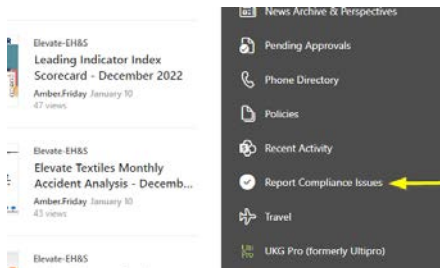 Elevate-EH&S
Leading Indicator Index
Scorecard - December 2022
Amber.Friday January 10
47 views
Elevate-EH&S
Elevate Textiles Monthly
Accident Analysis - Decemb...
Amber.Friday January 10
43 views
Elevate-EH&S
News Archive & Perspectives
Pending Approvals
Phone Directory
Policies
Recent Activity
Report Compliance Issues
Travel
Ulti
Pro
UKG Pro (formerly Ultipro)